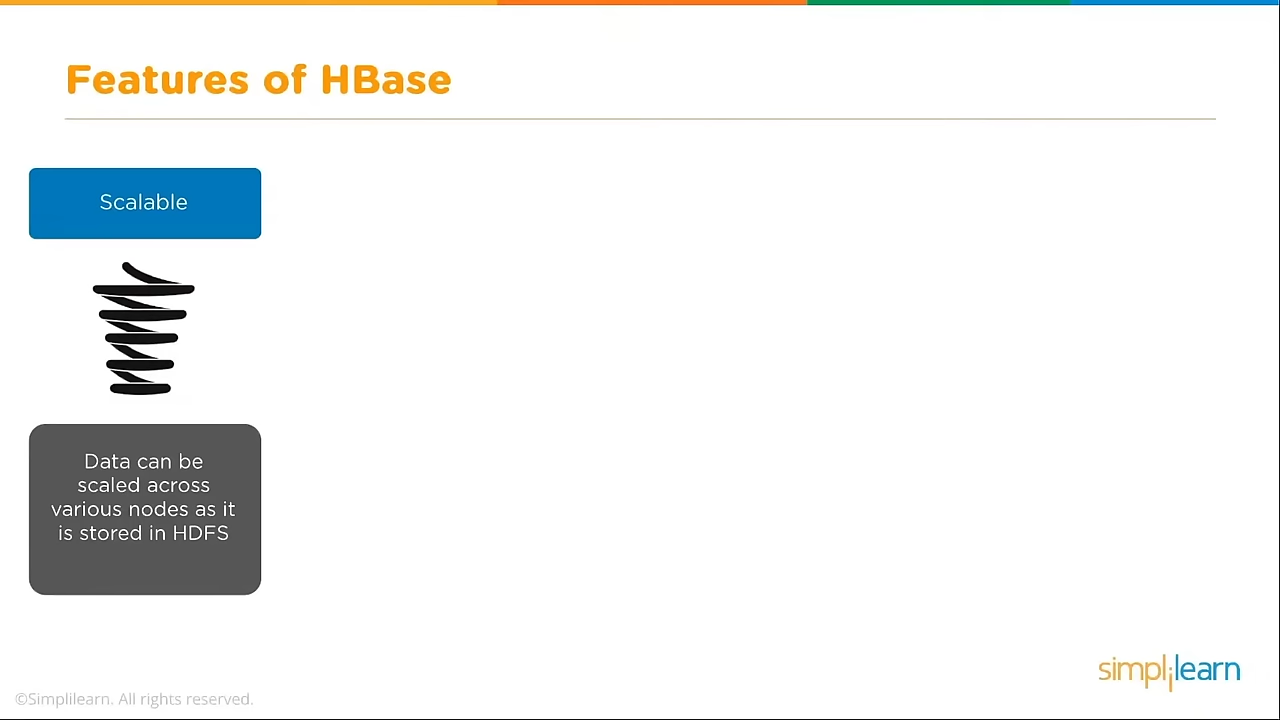 Features of HBase
Scalable
Data can be
scaled across
various nodes as it
is stored in HDFS
simplilearn
©Simplilearn. All rights reserved.